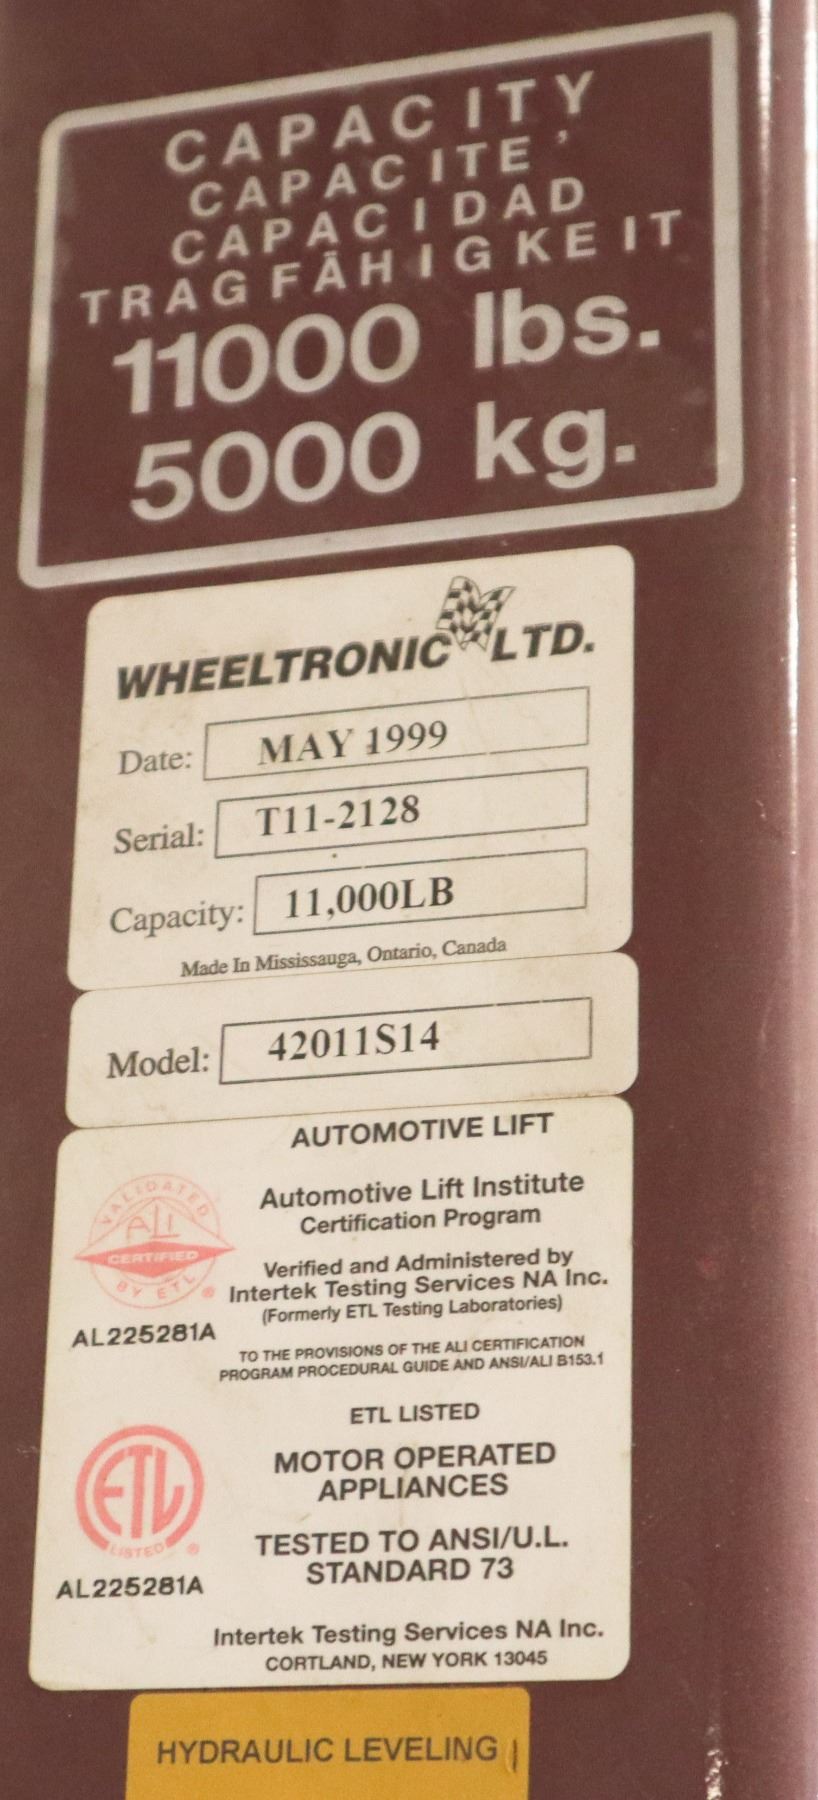 CAPACITY
CAPACITE'
CAPACIDAD
TRAGFÄHIGKEIT
11000 lbs.
5000 kg.
WHEELTRONIC LTD.
Date: MAY 1999
Serial: T11-2128
Capacity: 11,000LB
Made In Mississauga, Ontario, Canada
Model: 42011S14
AUTOMOTIVE LIFT
VALIDATED
ALI
CERTIFIED
BY ETL ®
AL225281A
Automotive Lift Institute
Certification Program
Verified and Administered by
Intertek Testing Services NA Inc.
(Formerly ETL Testing Laboratories)
TO THE PROVISIONS OF THE ALI CERTIFICATION
PROGRAM PROCEDURAL GUIDE AND ANSI/ALI B153.1
ETL LISTED
ETL
LISTED ®
AL225281A
MOTOR OPERATED
APPLIANCES
TESTED TO ANSI/U.L.
STANDARD 73
Intertek Testing Services NA Inc.
CORTLAND, NEW YORK 13045
HYDRAULIC LEVELING